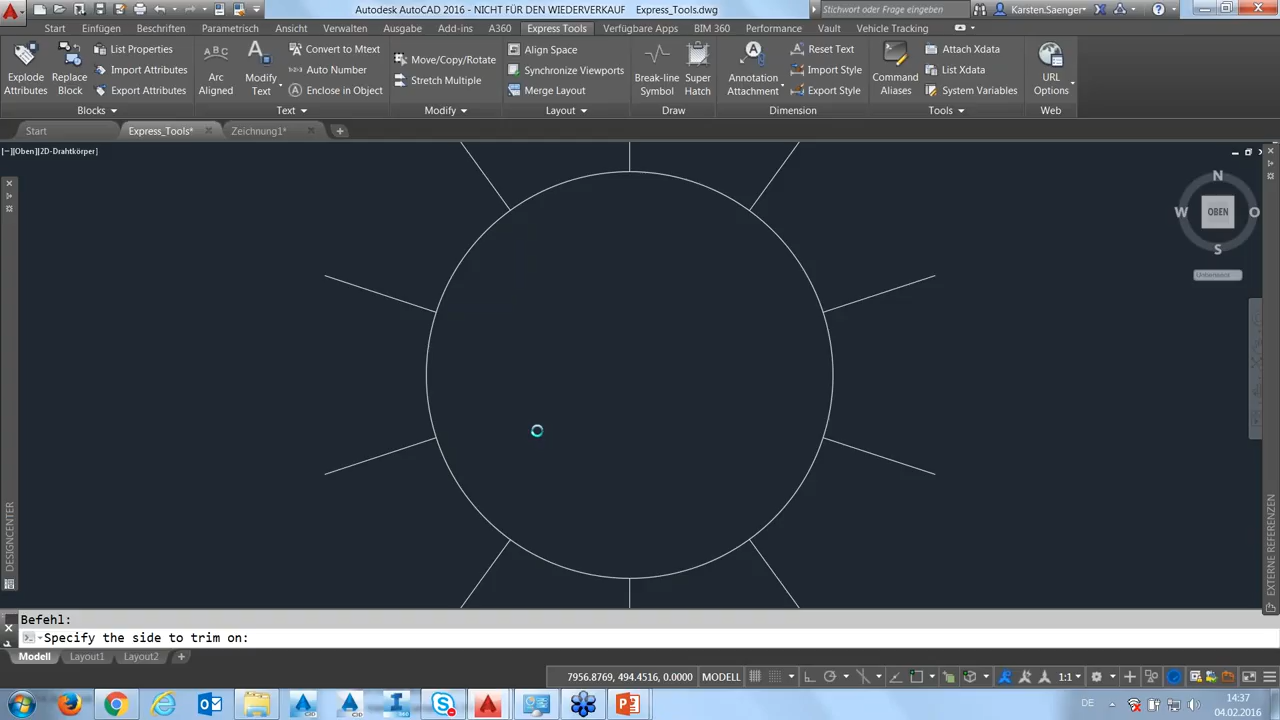 Autodesk AutoCAD 2016 - NICHT FÜR DEN WIEDERVERKAUF Express_Tools.dwg
Stichwort oder Frage eingeben
Karsten.Saenger
Start Einfügen Beschriften Parametrisch Ansicht Verwalten Ausgabe Add-ins A360 Express Tools Verfügbare Apps BIM 360 Performance Vault Vehicle Tracking
Explode Attributes
Replace Block
List Properties
Import Attributes
Export Attributes
Arc Aligned
Modify Text
Convert to Mtext
Auto Number
Enclose in Object
Move/Copy/Rotate
Stretch Multiple
Align Space
Synchronize Viewports
Merge Layout
Break-line Symbol
Super Hatch
Annotation Attachment
Reset Text
Import Style
Export Style
Command Aliases
Attach Xdata
List Xdata
System Variables
URL Options
Blocks Text Modify Layout Draw Dimension Tools Web
Start Express_Tools* Zeichnung1*
[−][Oben][2D-Drahtkörper]
N
W OBEN O
S
DESIGNCENTER
EXTERNE REFERENZEN
Befehl:
Specify the side to trim on:
Modell Layout1 Layout2
7956.8769, 494.4516, 0.0000 MODELL 1:1
DE
14:37
04.02.2016